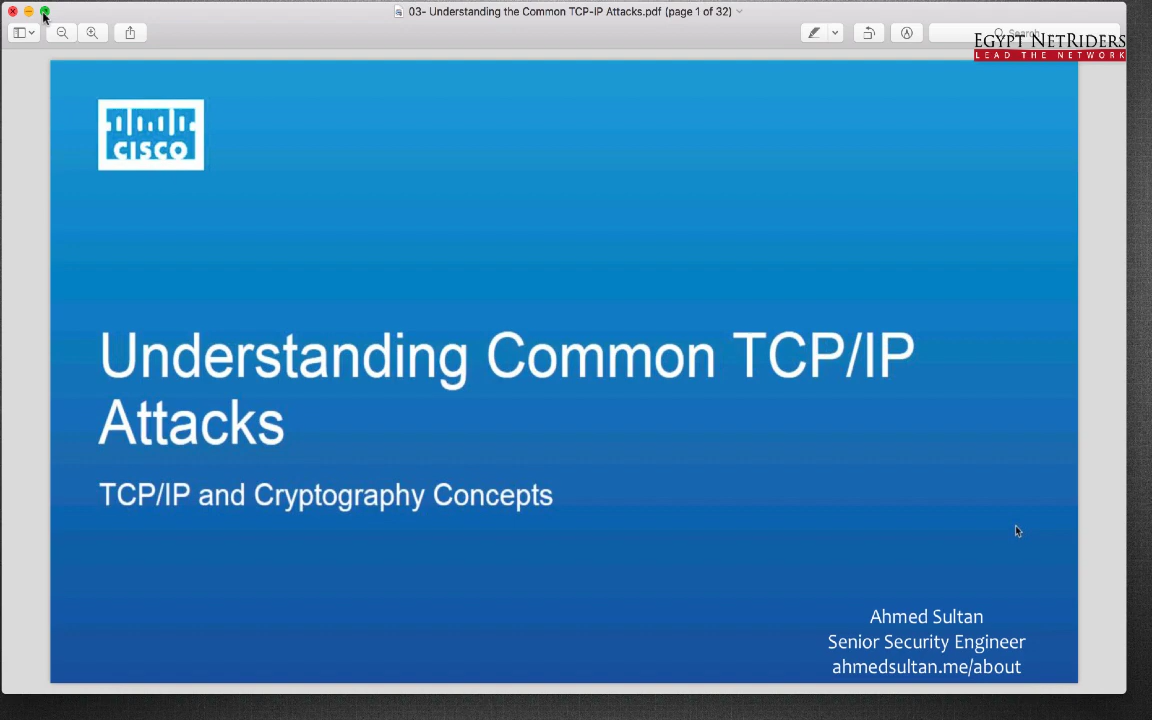 03- Understanding the Common TCP-IP Attacks.pdf (page 1 of 32)
Search
EGYPT NETRIDERS
LEAD THE NETWORK
CISCO
Understanding Common TCP/IP
Attacks
TCP/IP and Cryptography Concepts
Ahmed Sultan
Senior Security Engineer
ahmedsultan.me/about